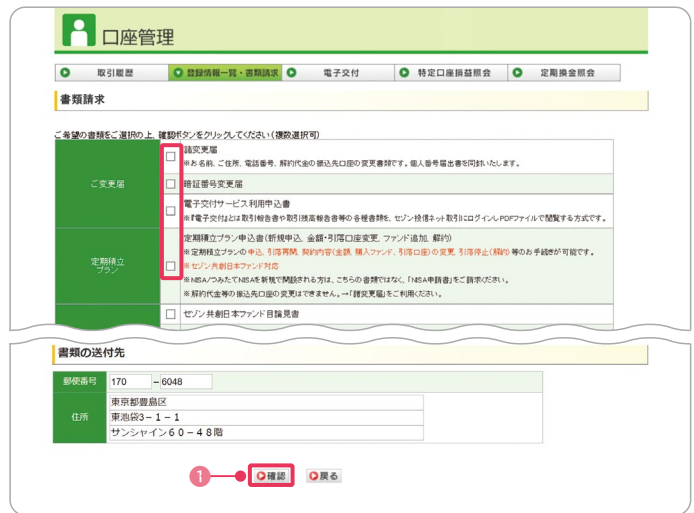 口座管理
取引履歴
登録情報一覧・書類請求
電子交付
特定口座損益照会
定期換金照会
書類請求
ご希望の書類をご選択の上、確認ボタンをクリックしてください（複数選択可）
ご変更届
諸変更届
※お名前、ご住所、電話番号、解約代金の振込先口座の変更書類です。個人番号届出書を同封いたします。
暗証番号変更届
電子交付サービス利用申込書
※『電子交付』とは取引報告書や取引残高報告書等の各種書類を、セゾン投信ネット取引にログインしPDFファイルで閲覧する方式です。
定期積立
プラン
定期積立プラン申込書（新規申込、金額・引落口座変更、ファンド追加、解約）
※定期積立プランの申込、引落再開、契約内容（金額、購入ファンド、引落口座）の変更、引落停止（解約）等のお手続きが可能です。
※セゾン共創日本ファンド対応
※NISA／つみたてNISAを新規で開設される方は、こちらの書類ではなく、「NISA申請書」をご請求ください。
※解約代金等の振込先口座の変更はできません。→「諸変更届」をご利用ください。
セゾン共創日本ファンド目論見書
書類の送付先
郵便番号 170 － 6048
住所
東京都豊島区
東池袋3－1－1
サンシャイン60－48階
1
確認
戻る